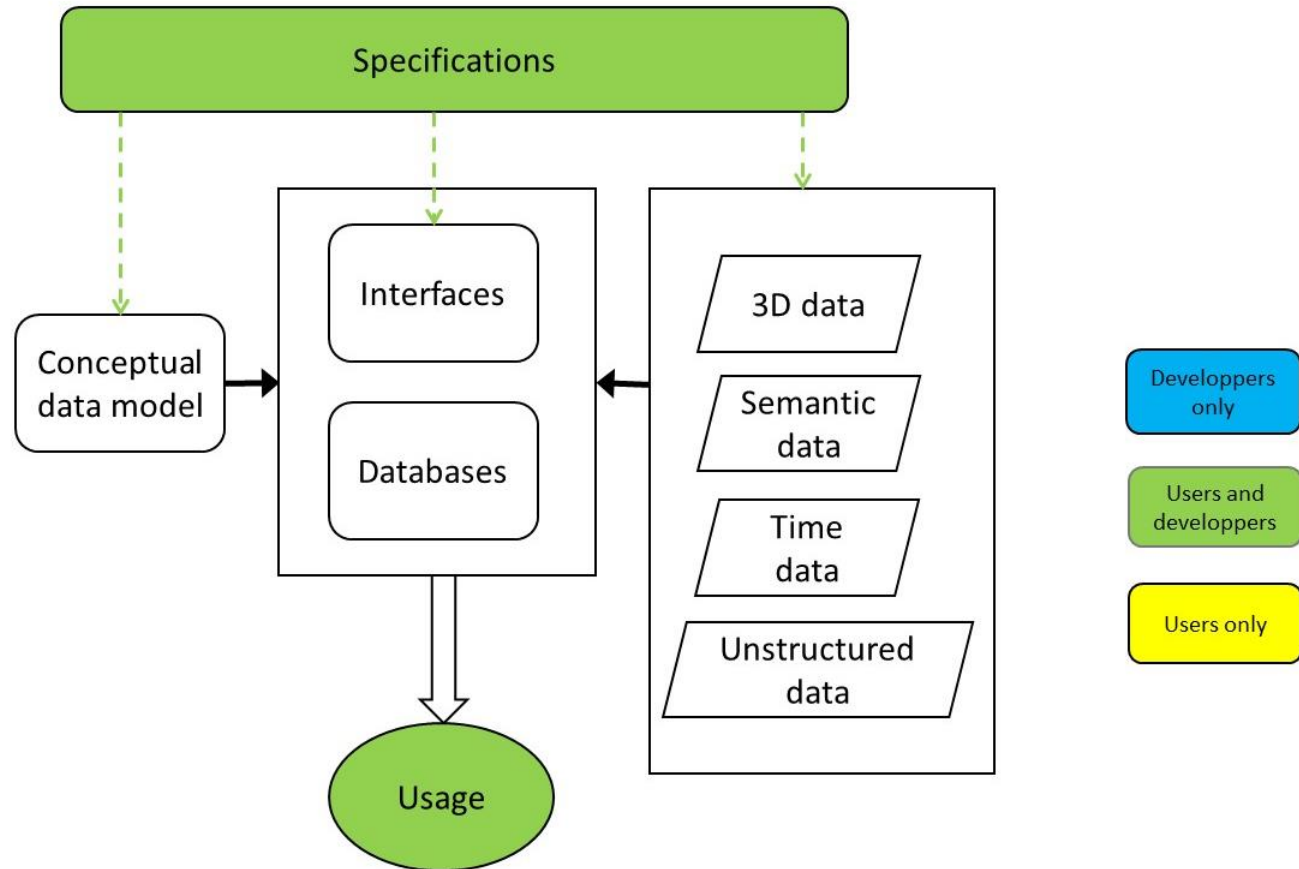 Specifications
Interfaces
Conceptual
data model
Databases
3D data
Semantic
data
Time
data
Unstructured
data
Usage
Developpers
only
Users and
developpers
Users only